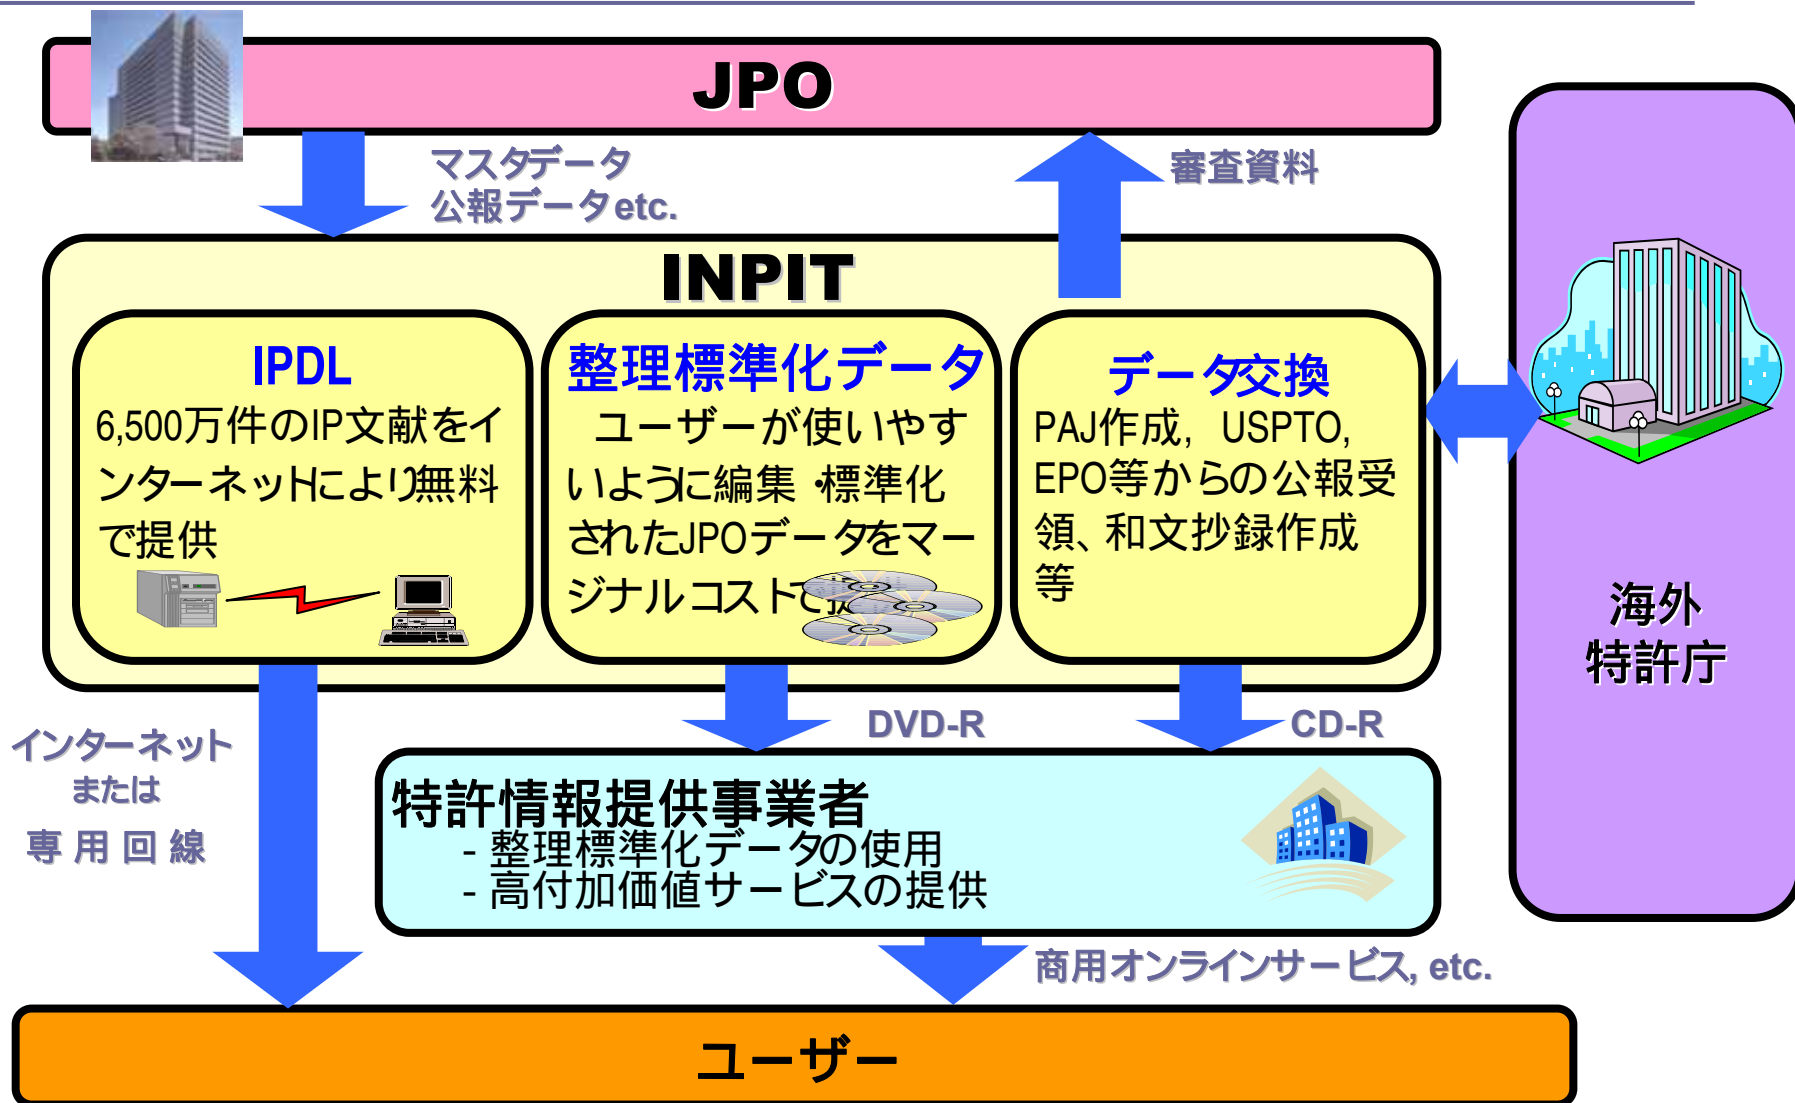 JPO
マスタデータ
公報データetc.
審査資料
INPIT
IPDL
6,500万件のIP文献をイ
ンターネットにより無料
で提供
整理標準化データ
ユーザーが使いやす
いように編集・標準化
されたJPOデータをマー
ジナルコストで
データ交換
PAJ作成, USPTO,
EPO等からの公報受
領、和文抄録作成
等
海外
特許庁
インターネット
または
専用回線
DVD-R
CD-R
特許情報提供事業者
- 整理標準化データの使用
- 高付加価値サービスの提供
商用オンラインサービス, etc.
ユーザー